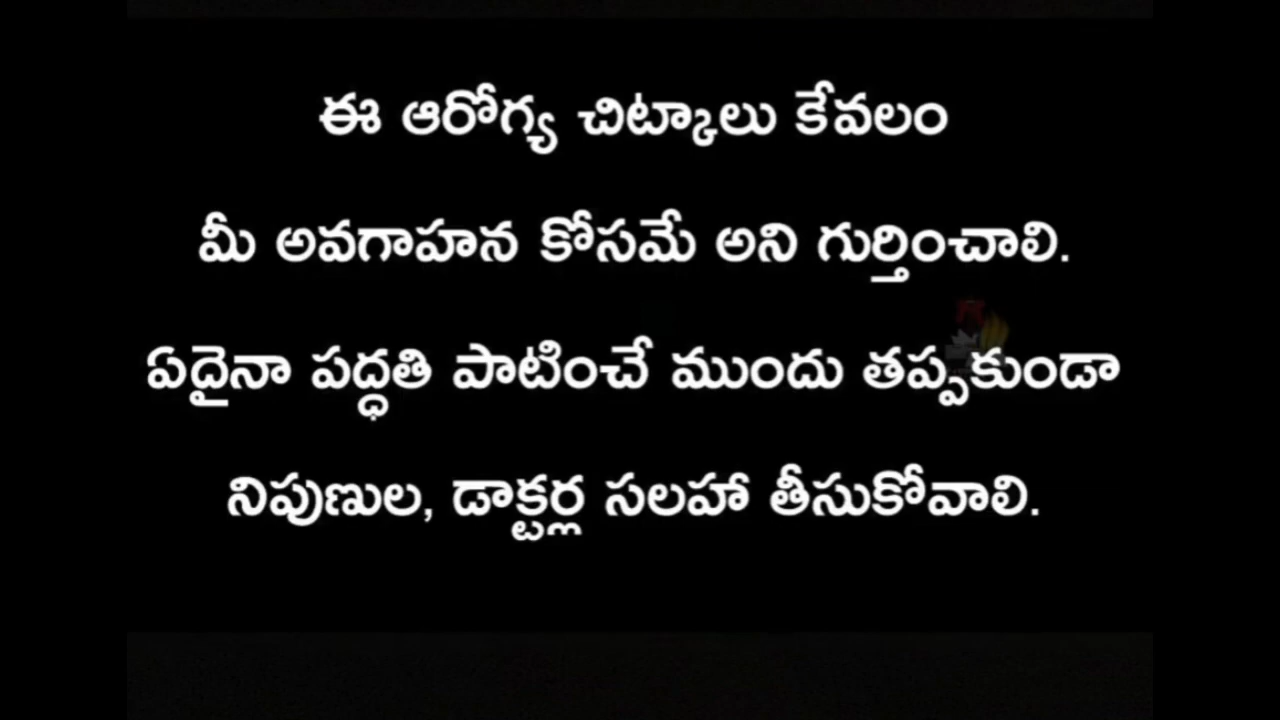 ఈ ఆరోగ్య చిట్కాలు కేవలం
మీ అవగాహన కోసమే అని గుర్తించాలి.
ఏదైనా పద్ధతి పాటించే ముందు తప్పకుండా
నిపుణుల, డాక్టర్ల సలహా తీసుకోవాలి.